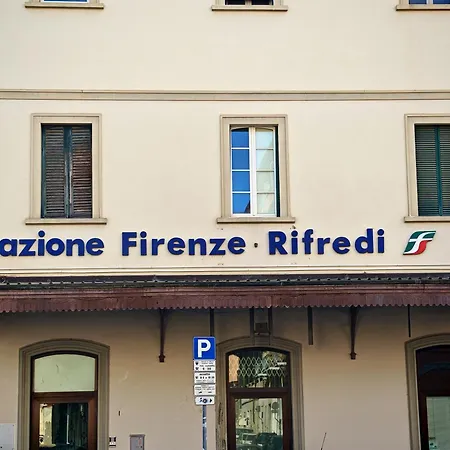 azione Firenze · Rifredi
P